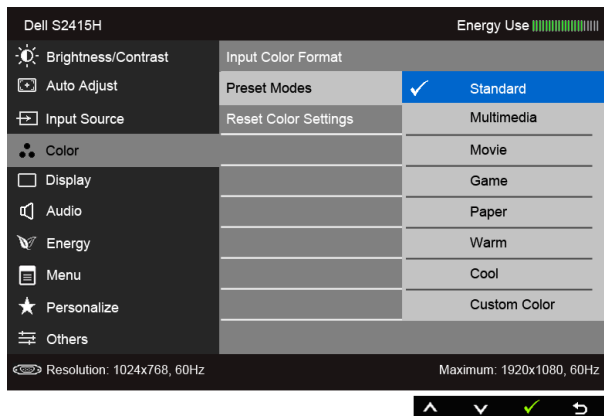 Dell S2415H
Energy Use
Brightness/Contrast
Auto Adjust
Input Source
Color
Display
Audio
Energy
Menu
Personalize
Others
Input Color Format
Preset Modes
Reset Color Settings
Standard
Multimedia
Movie
Game
Paper
Warm
Cool
Custom Color
Resolution: 1024x768, 60Hz
Maximum: 1920x1080, 60Hz